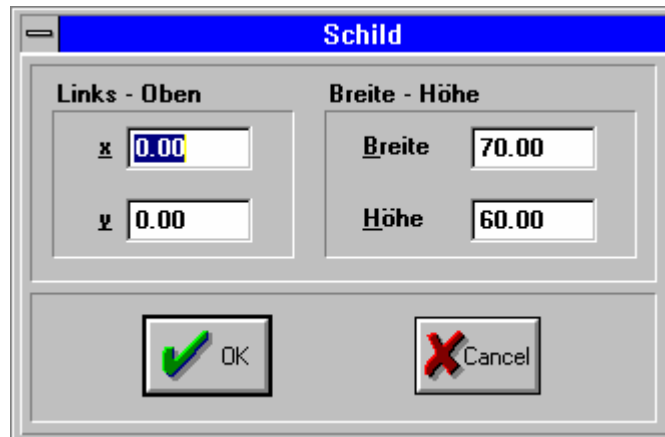 Schild
Links - Oben
x 0.00
y 0.00
Breite - Höhe
Breite 70.00
Höhe 60.00
OK
Cancel